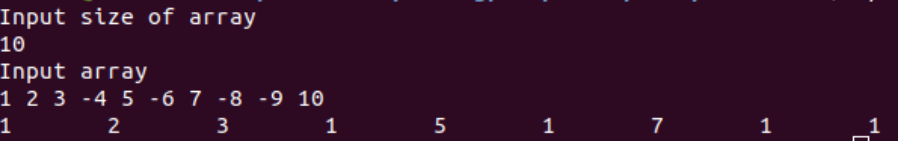 Input size of array
10
Input array
1 2 3 -4 5 -6 7 -8 -9 10
1 2 3 1 5 1 7 1 1